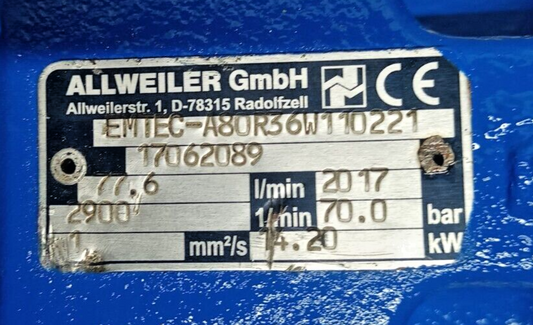 ALLWEILER GmbH
Allweilerstr. 1, D-78315 Radolfzell
CE
EMTEC-A80R36W110221
17062089
77.6 l/min 2017
2900 1/min 70.0 bar
1 mm²/s 14.20 kW